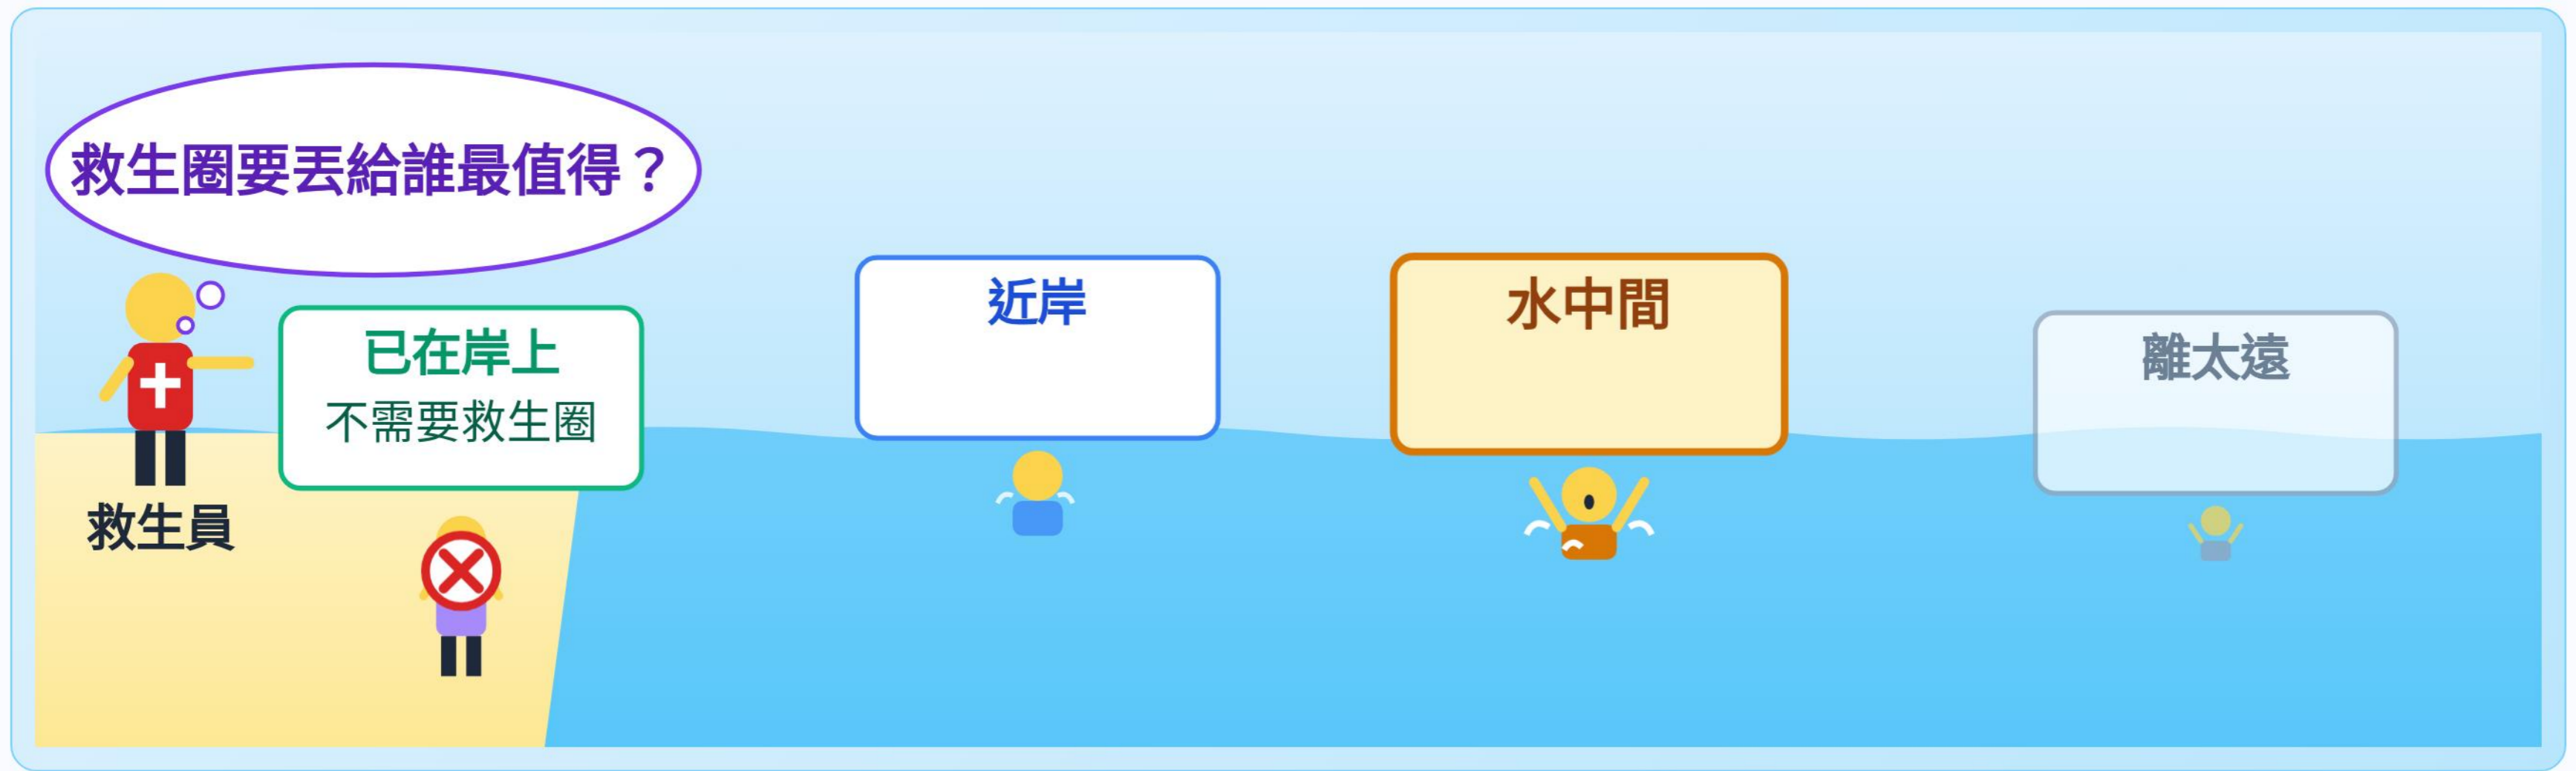 救生圈要丟給誰最值得？
已在岸上
不需要救生圈
近岸
水中間
離太遠
救生員